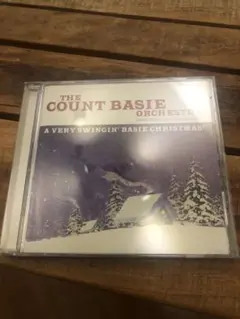 THE
COUNT BASIE
ORCHESTRA
A VERY SWINGIN' BASIE CHRISTMAS